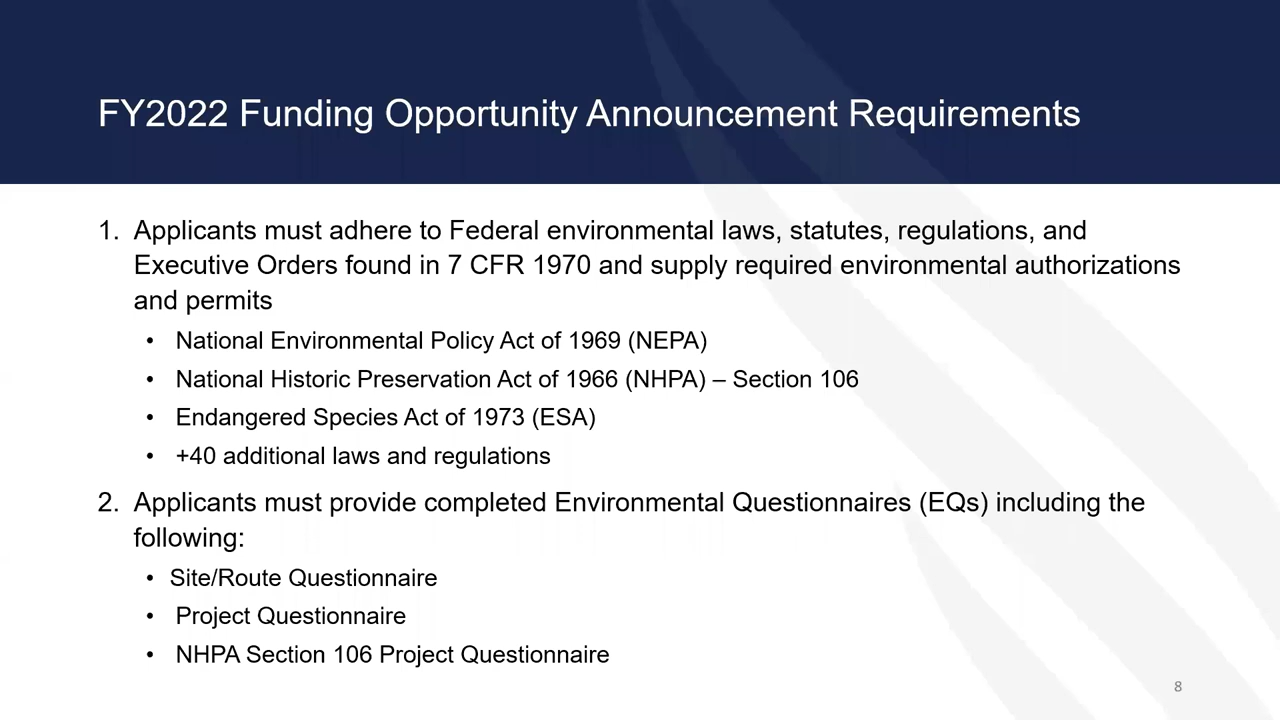 FY2022 Funding Opportunity Announcement Requirements
1. Applicants must adhere to Federal environmental laws, statutes, regulations, and
Executive Orders found in 7 CFR 1970 and supply required environmental authorizations
and permits
• National Environmental Policy Act of 1969 (NEPA)
• National Historic Preservation Act of 1966 (NHPA) – Section 106
• Endangered Species Act of 1973 (ESA)
• +40 additional laws and regulations
2. Applicants must provide completed Environmental Questionnaires (EQs) including the
following:
• Site/Route Questionnaire
• Project Questionnaire
• NHPA Section 106 Project Questionnaire
8